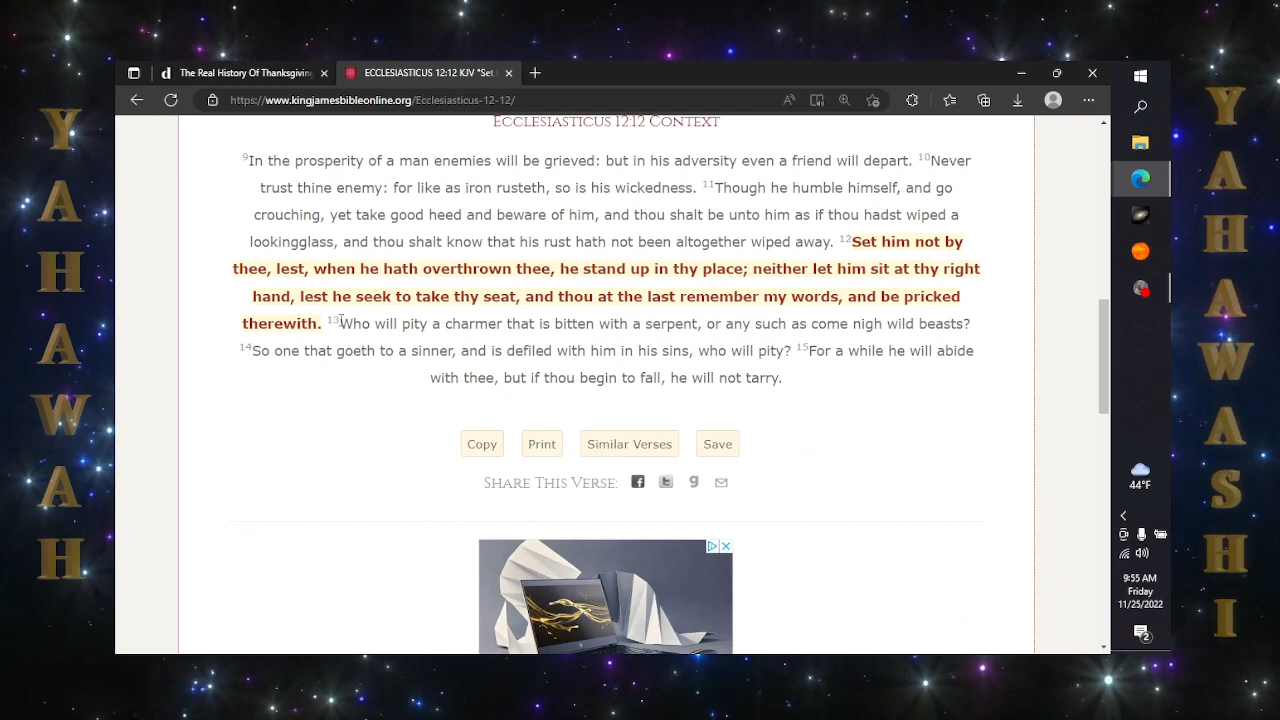 The Real History Of Thanksgiving
ECCLESIASTICUS 12:12 KJV "Set
https://www.kingjamesbibleonline.org/Ecclesiasticus-12-12/
Ecclesiasticus 12:12 Context
9In the prosperity of a man enemies will be grieved: but in his adversity even a friend will depart. 10Never
trust thine enemy: for like as iron rusteth, so is his wickedness. 11Though he humble himself, and go
crouching, yet take good heed and beware of him, and thou shalt be unto him as if thou hadst wiped a
lookingglass, and thou shalt know that his rust hath not been altogether wiped away. 12Set him not by
thee, lest, when he hath overthrown thee, he stand up in thy place; neither let him sit at thy right
hand, lest he seek to take thy seat, and thou at the last remember my words, and be pricked
therewith. 13Who will pity a charmer that is bitten with a serpent, or any such as come nigh wild beasts?
14So one that goeth to a sinner, and is defiled with him in his sins, who will pity? 15For a while he will abide
with thee, but if thou begin to fall, he will not tarry.
Copy
Print
Similar Verses
Save
Share This Verse:
44°F
9:55 AM
Friday
11/25/2022
2
YAHAWAH
YAHAWASHI